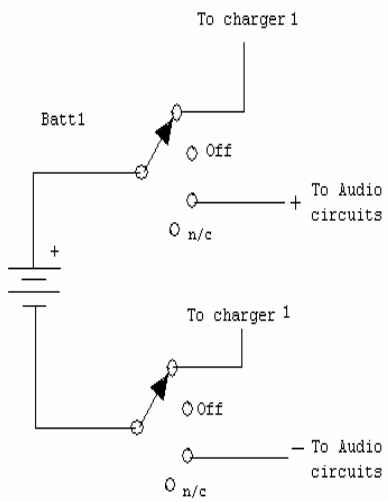 To charger 1
Batt1
Off
+ To Audio
circuits
n/c
+
To charger 1
Off
− To Audio
circuits
n/c